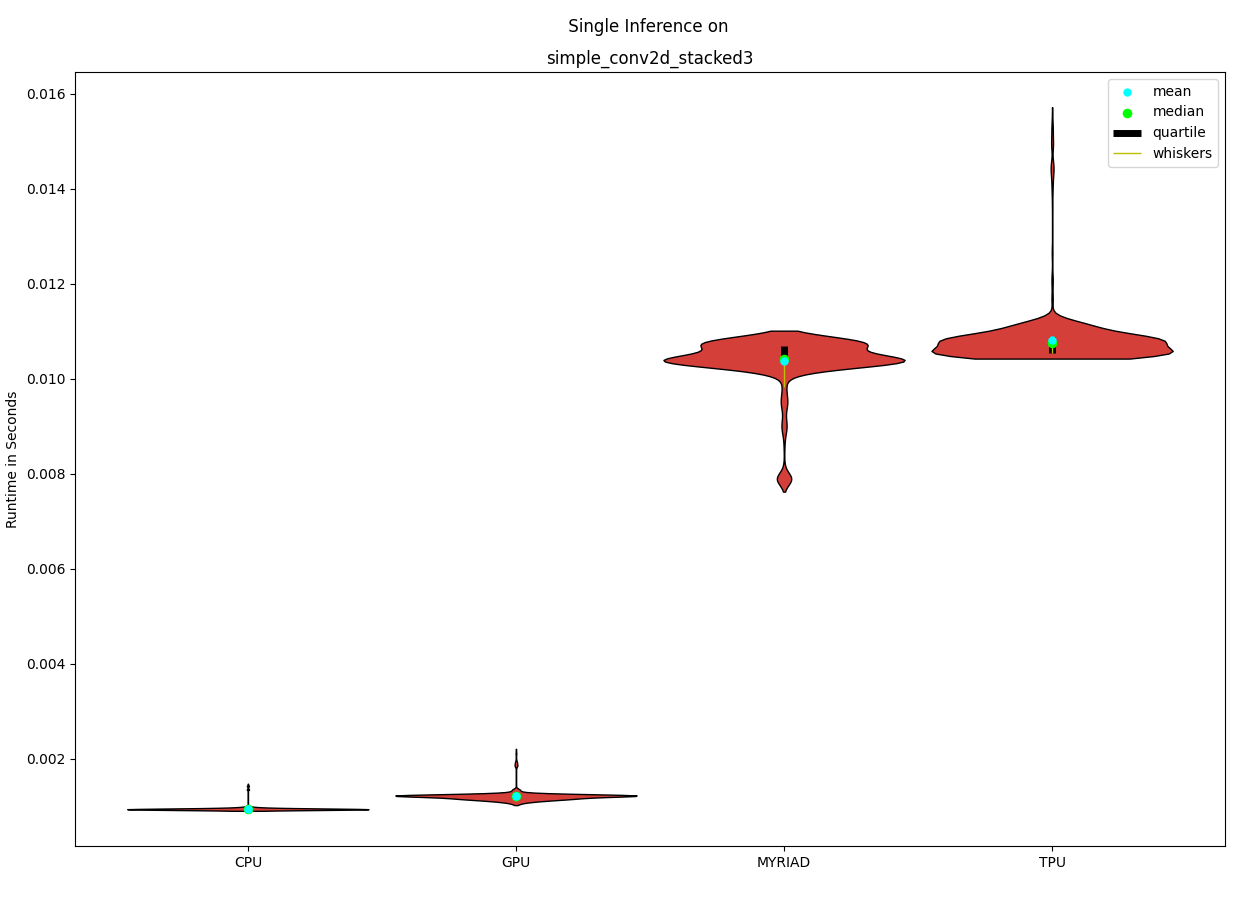 Single Inference on
simple_conv2d_stacked3
mean
median
quartile
whiskers
Runtime in Seconds
0.016
0.014
0.012
0.010
0.008
0.006
0.004
0.002
CPU
GPU
MYRIAD
TPU